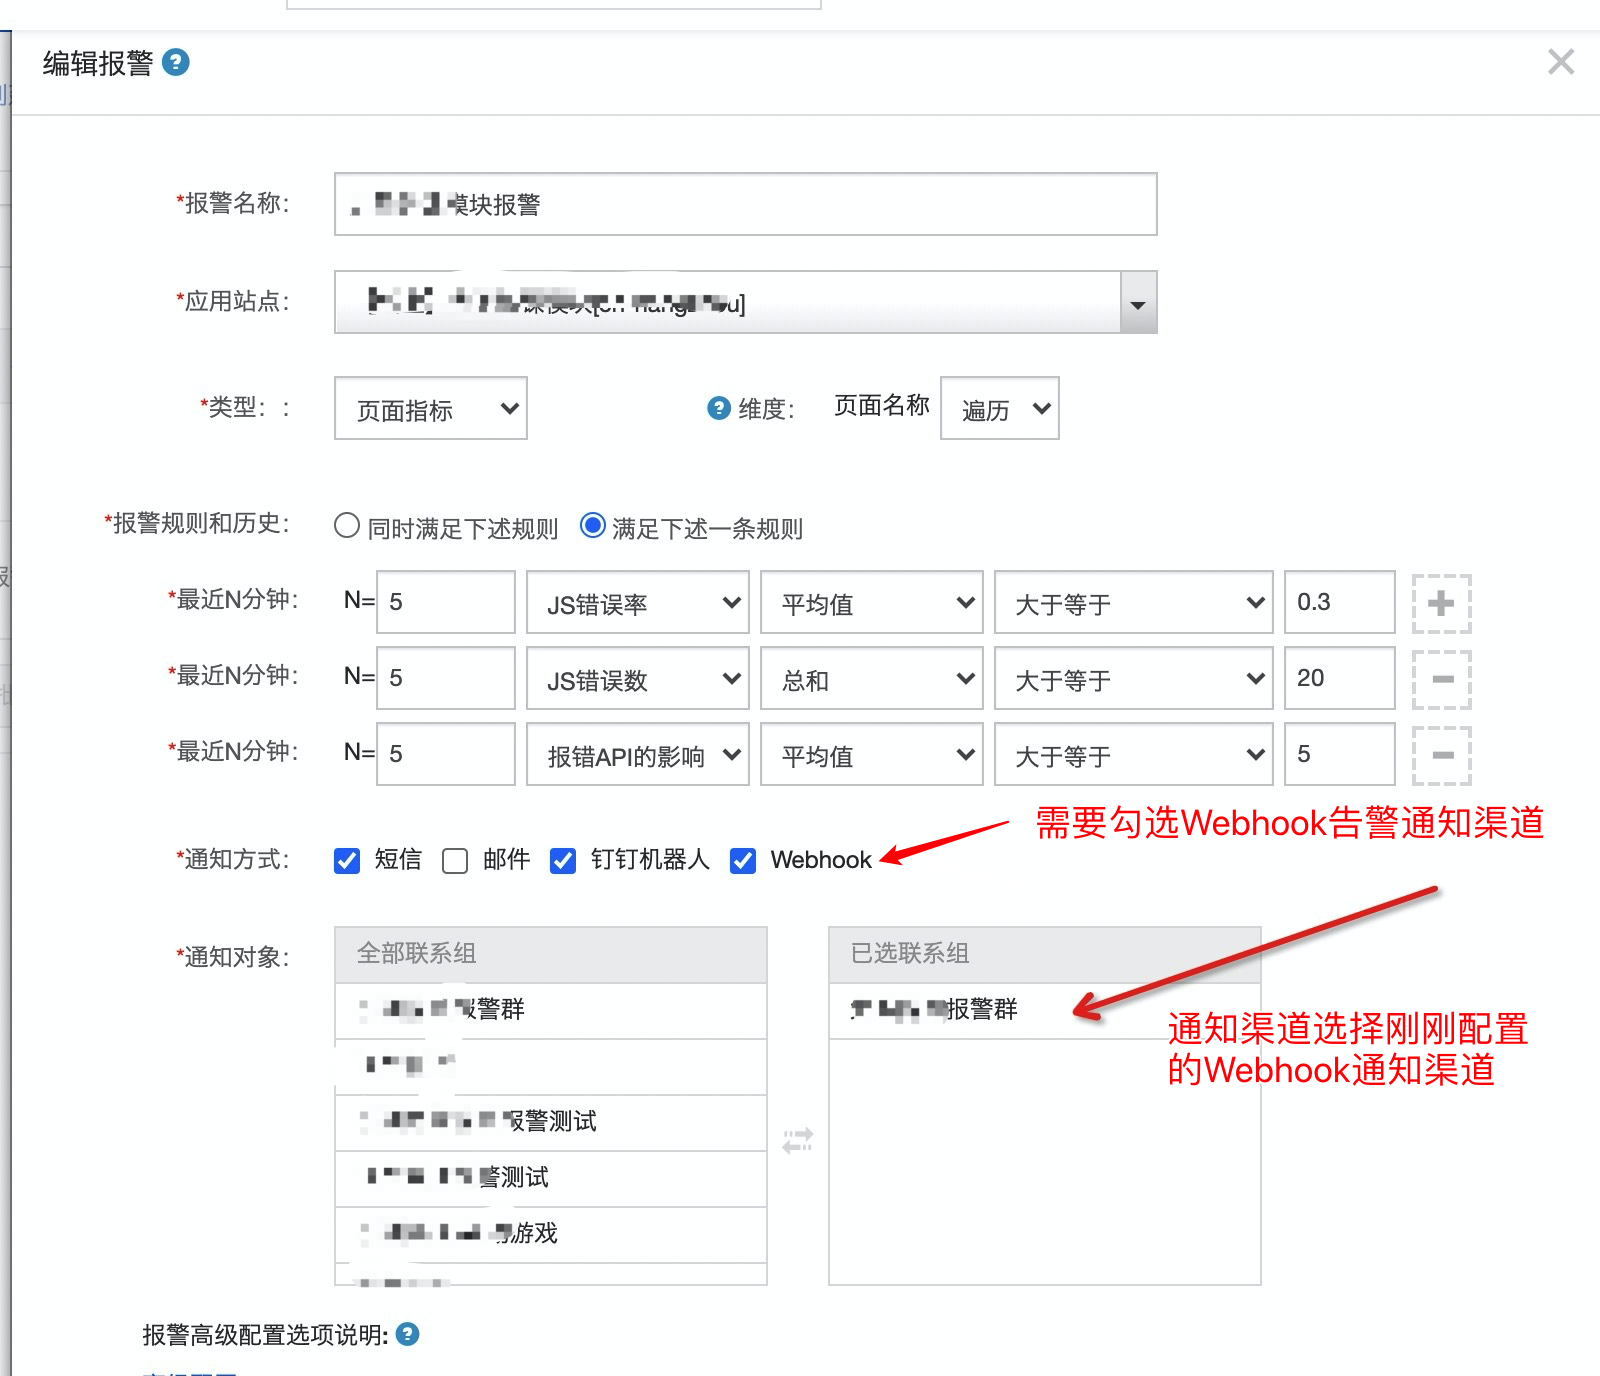 编辑报警 ?
*报警名称：
模块报警
*应用站点：
*类型： :
页面指标
? 维度：
页面名称
遍历
*报警规则和历史：
同时满足下述规则
满足下述一条规则
*最近N分钟： N= 5 JS错误率 平均值 大于等于 0.3
*最近N分钟： N= 5 JS错误数 总和 大于等于 20
*最近N分钟： N= 5 报错API的影响 平均值 大于等于 5
需要勾选Webhook告警通知渠道
*通知方式： 短信 邮件 钉钉机器人 Webhook
*通知对象：
全部联系组
报警群
报警测试
警测试
游戏
已选联系组
报警群
通知渠道选择刚刚配置
的Webhook通知渠道
报警高级配置选项说明: ?